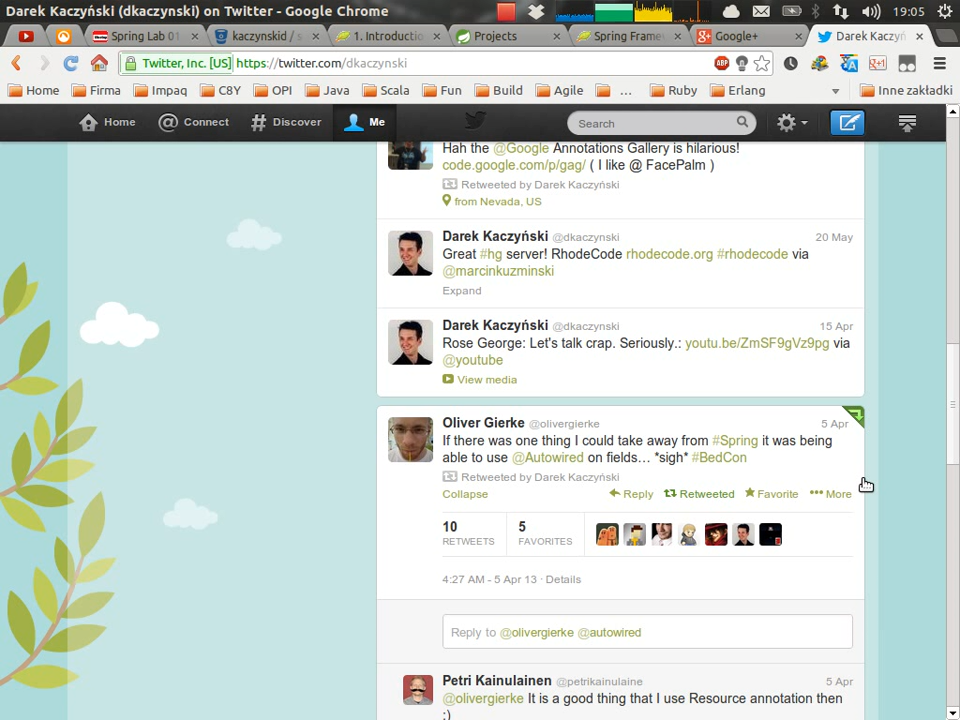 Darek Kaczyński (dkaczynski) on Twitter - Google Chrome
19:05
Spring Lab 01
kaczynskid / s
1. Introductio
Projects
Spring Frame
Google+
Darek Kaczyń
Twitter, Inc. [US] https://twitter.com/dkaczynski
ABP
Home Firma Impaq C8Y OPI Java Scala Fun Build Agile ... Ruby Erlang Inne zakładki
Home Connect Discover Me Search
Hah the @Google Annotations Gallery is hilarious!
code.google.com/p/gag/ ( I like @ FacePalm )
Retweeted by Darek Kaczyński
from Nevada, US
Darek Kaczyński @dkaczynski 20 May
Great #hg server! RhodeCode rhodecode.org #rhodecode via
@marcinkuzminski
Expand
Darek Kaczyński @dkaczynski 15 Apr
Rose George: Let's talk crap. Seriously.: youtu.be/ZmSF9gVz9pg via
@youtube
View media
Oliver Gierke @olivergierke 5 Apr
If there was one thing I could take away from #Spring it was being
able to use @Autowired on fields… *sigh* #BedCon
Retweeted by Darek Kaczyński
Collapse Reply Retweeted Favorite More
10 5
RETWEETS FAVORITES
4:27 AM - 5 Apr 13 · Details
Reply to @olivergierke @autowired
Petri Kainulainen @petrikainulaine 5 Apr
@olivergierke It is a good thing that I use Resource annotation then
:)